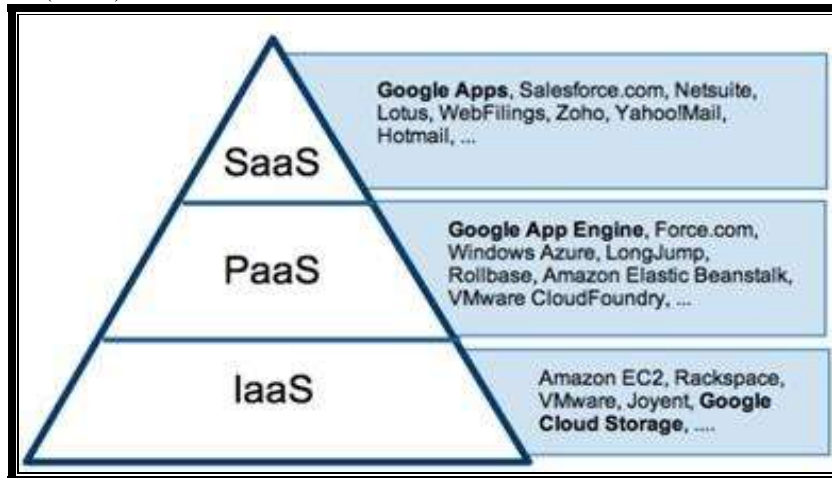 Google Apps, Salesforce.com, Netsuite,
Lotus, WebFilings, Zoho, Yahoo!Mail,
Hotmail, ...
SaaS
Google App Engine, Force.com,
Windows Azure, LongJump,
Rollbase, Amazon Elastic Beanstalk,
VMware CloudFoundry, ...
PaaS
Amazon EC2, Rackspace,
VMware, Joyent, Google
Cloud Storage, ....
IaaS